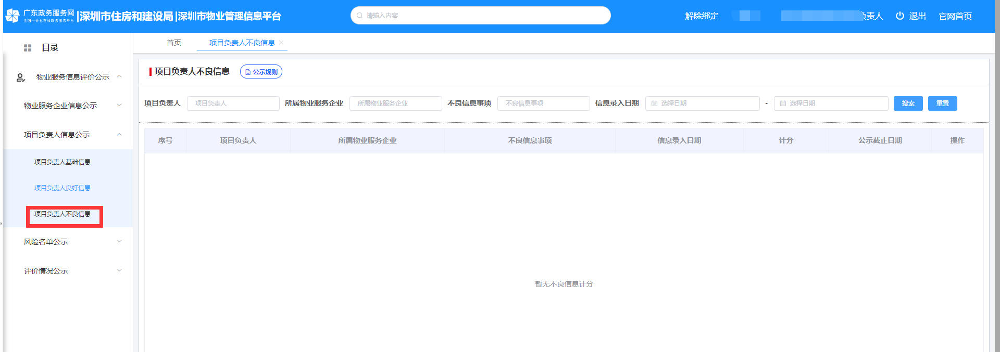 广东政务服务网
全国一体化在线政务服务平台
|深圳市住房和建设局|深圳市物业管理信息平台
请输入内容
解除绑定
负责人
退出
官网首页
目录
首页
项目负责人不良信息
物业服务信息评价公示
物业服务企业信息公示
项目负责人信息公示
项目负责人基础信息
项目负责人良好信息
项目负责人不良信息
风险名单公示
评价情况公示
项目负责人不良信息
公示规则
项目负责人 项目负责人 所属物业服务企业 所属物业服务企业 不良信息事项 不良信息事项 信息录入日期 选择日期 - 选择日期 搜索 重置
序号 项目负责人 所属物业服务企业 不良信息事项 信息录入日期 计分 公示截止日期 操作
暂无不良信息计分